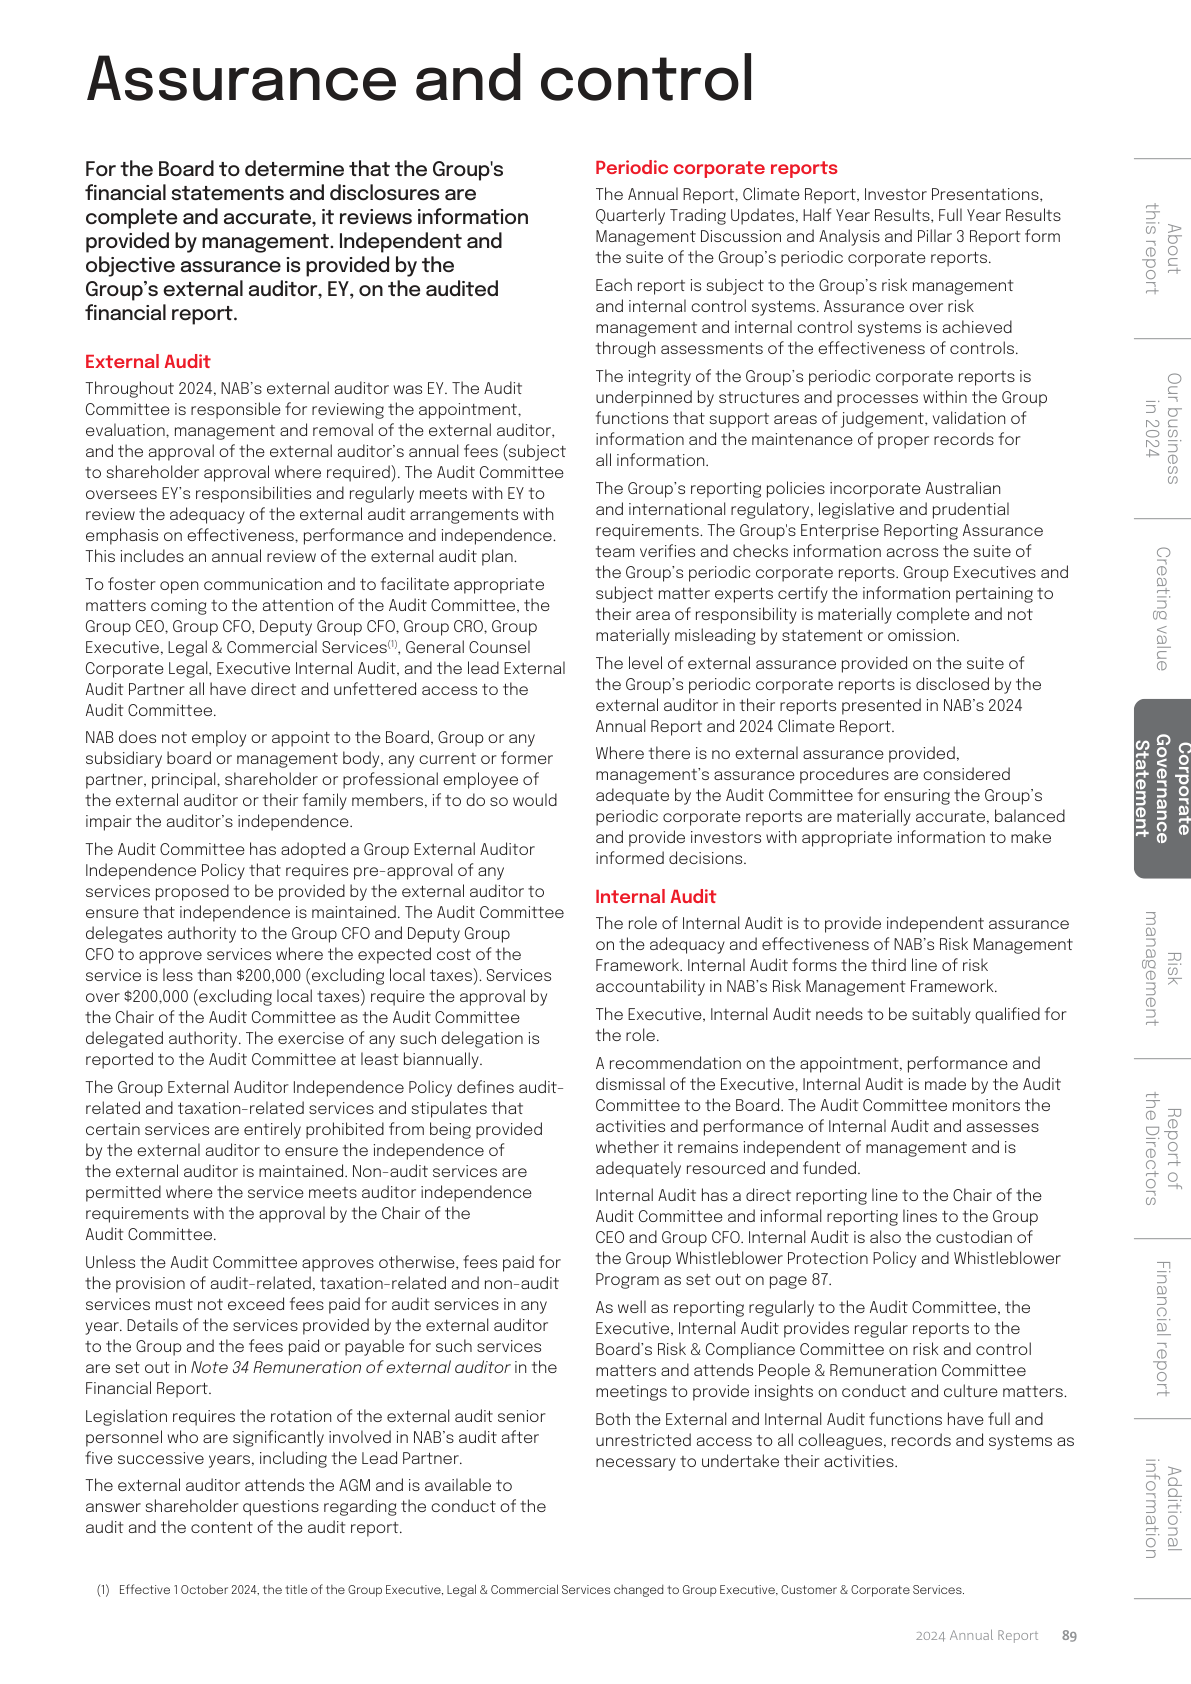 Assurance and control
For the Board to determine that the Group's
financial statements and disclosures are
complete and accurate, it reviews information
provided by management. Independent and
objective assurance is provided by the
Group’s external auditor, EY, on the audited
financial report.
External Audit
Throughout 2024, NAB’s external auditor was EY. The Audit
Committee is responsible for reviewing the appointment,
evaluation, management and removal of the external auditor,
and the approval of the external auditor’s annual fees (subject
to shareholder approval where required). The Audit Committee
oversees EY’s responsibilities and regularly meets with EY to
review the adequacy of the external audit arrangements with
emphasis on effectiveness, performance and independence.
This includes an annual review of the external audit plan.
To foster open communication and to facilitate appropriate
matters coming to the attention of the Audit Committee, the
Group CEO, Group CFO, Deputy Group CFO, Group CRO, Group
Executive, Legal & Commercial Services(1), General Counsel
Corporate Legal, Executive Internal Audit, and the lead External
Audit Partner all have direct and unfettered access to the
Audit Committee.
NAB does not employ or appoint to the Board, Group or any
subsidiary board or management body, any current or former
partner, principal, shareholder or professional employee of
the external auditor or their family members, if to do so would
impair the auditor’s independence.
The Audit Committee has adopted a Group External Auditor
Independence Policy that requires pre-approval of any
services proposed to be provided by the external auditor to
ensure that independence is maintained. The Audit Committee
delegates authority to the Group CFO and Deputy Group
CFO to approve services where the expected cost of the
service is less than $200,000 (excluding local taxes). Services
over $200,000 (excluding local taxes) require the approval by
the Chair of the Audit Committee as the Audit Committee
delegated authority. The exercise of any such delegation is
reported to the Audit Committee at least biannually.
The Group External Auditor Independence Policy defines audit-
related and taxation-related services and stipulates that
certain services are entirely prohibited from being provided
by the external auditor to ensure the independence of
the external auditor is maintained. Non-audit services are
permitted where the service meets auditor independence
requirements with the approval by the Chair of the
Audit Committee.
Unless the Audit Committee approves otherwise, fees paid for
the provision of audit-related, taxation-related and non-audit
services must not exceed fees paid for audit services in any
year. Details of the services provided by the external auditor
to the Group and the fees paid or payable for such services
are set out in Note 34 Remuneration of external auditor in the
Financial Report.
Legislation requires the rotation of the external audit senior
personnel who are significantly involved in NAB’s audit after
five successive years, including the Lead Partner.
The external auditor attends the AGM and is available to
answer shareholder questions regarding the conduct of the
audit and the content of the audit report.
Periodic corporate reports
The Annual Report, Climate Report, Investor Presentations,
Quarterly Trading Updates, Half Year Results, Full Year Results
Management Discussion and Analysis and Pillar 3 Report form
the suite of the Group’s periodic corporate reports.
Each report is subject to the Group’s risk management
and internal control systems. Assurance over risk
management and internal control systems is achieved
through assessments of the effectiveness of controls.
The integrity of the Group’s periodic corporate reports is
underpinned by structures and processes within the Group
functions that support areas of judgement, validation of
information and the maintenance of proper records for
all information.
The Group’s reporting policies incorporate Australian
and international regulatory, legislative and prudential
requirements. The Group's Enterprise Reporting Assurance
team verifies and checks information across the suite of
the Group’s periodic corporate reports. Group Executives and
subject matter experts certify the information pertaining to
their area of responsibility is materially complete and not
materially misleading by statement or omission.
The level of external assurance provided on the suite of
the Group’s periodic corporate reports is disclosed by the
external auditor in their reports presented in NAB’s 2024
Annual Report and 2024 Climate Report.
Where there is no external assurance provided,
management’s assurance procedures are considered
adequate by the Audit Committee for ensuring the Group’s
periodic corporate reports are materially accurate, balanced
and provide investors with appropriate information to make
informed decisions.
Internal Audit
The role of Internal Audit is to provide independent assurance
on the adequacy and effectiveness of NAB’s Risk Management
Framework. Internal Audit forms the third line of risk
accountability in NAB’s Risk Management Framework.
The Executive, Internal Audit needs to be suitably qualified for
the role.
A recommendation on the appointment, performance and
dismissal of the Executive, Internal Audit is made by the Audit
Committee to the Board. The Audit Committee monitors the
activities and performance of Internal Audit and assesses
whether it remains independent of management and is
adequately resourced and funded.
Internal Audit has a direct reporting line to the Chair of the
Audit Committee and informal reporting lines to the Group
CEO and Group CFO. Internal Audit is also the custodian of
the Group Whistleblower Protection Policy and Whistleblower
Program as set out on page 87.
As well as reporting regularly to the Audit Committee, the
Executive, Internal Audit provides regular reports to the
Board’s Risk & Compliance Committee on risk and control
matters and attends People & Remuneration Committee
meetings to provide insights on conduct and culture matters.
Both the External and Internal Audit functions have full and
unrestricted access to all colleagues, records and systems as
necessary to undertake their activities.
(1) Effective 1 October 2024, the title of the Group Executive, Legal & Commercial Services changed to Group Executive, Customer & Corporate Services.
2024 Annual Report 89
About
this report
Our business
in 2024
Creating value
Corporate
Governance
Statement
Risk
management
Report of
the Directors
Financial report
Additional
information